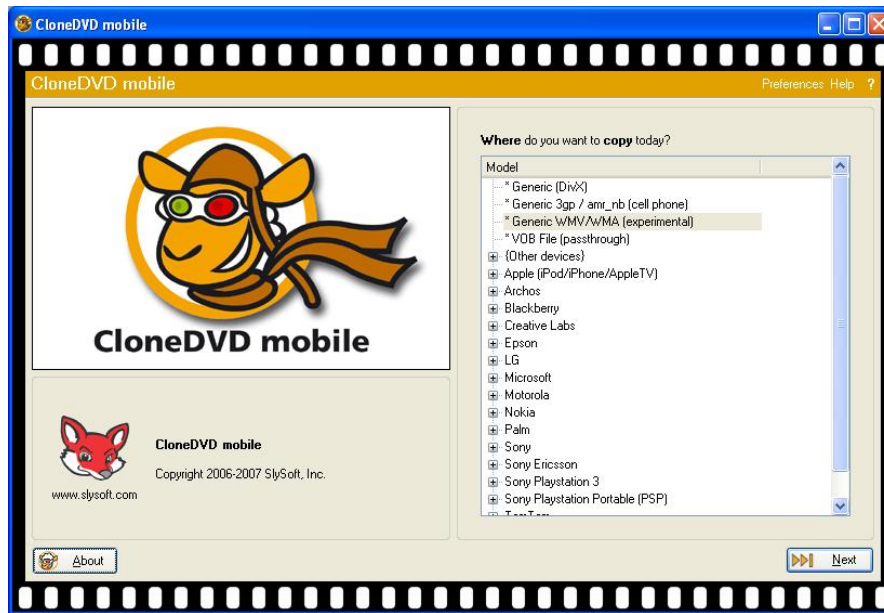 CloneDVD mobile
CloneDVD mobile
Preferences Help ?
CloneDVD mobile
www.slysoft.com
CloneDVD mobile
Copyright 2006-2007 SlySoft, Inc.
About
Where do you want to copy today?
Model
* Generic (DivX)
* Generic 3gp / amr_nb (cell phone)
* Generic WMV/WMA (experimental)
* VOB File (passthrough)
{Other devices}
Apple (iPod/iPhone/AppleTV)
Archos
Blackberry
Creative Labs
Epson
LG
Microsoft
Motorola
Nokia
Palm
Sony
Sony Ericsson
Sony Playstation 3
Sony Playstation Portable (PSP)
TomTom
Next